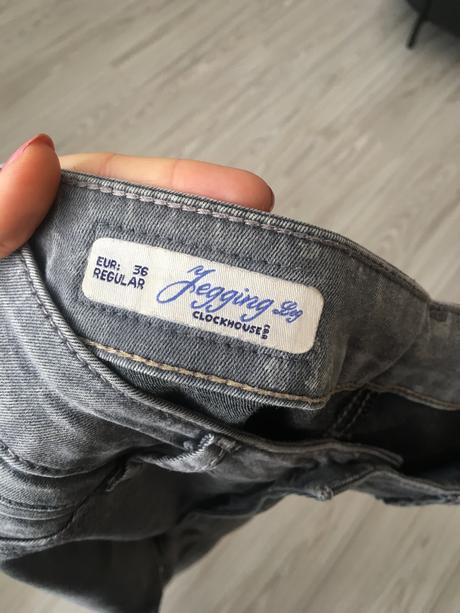 EUR: 36
REGULAR
Jegging Leg
CLOCKHOUSE